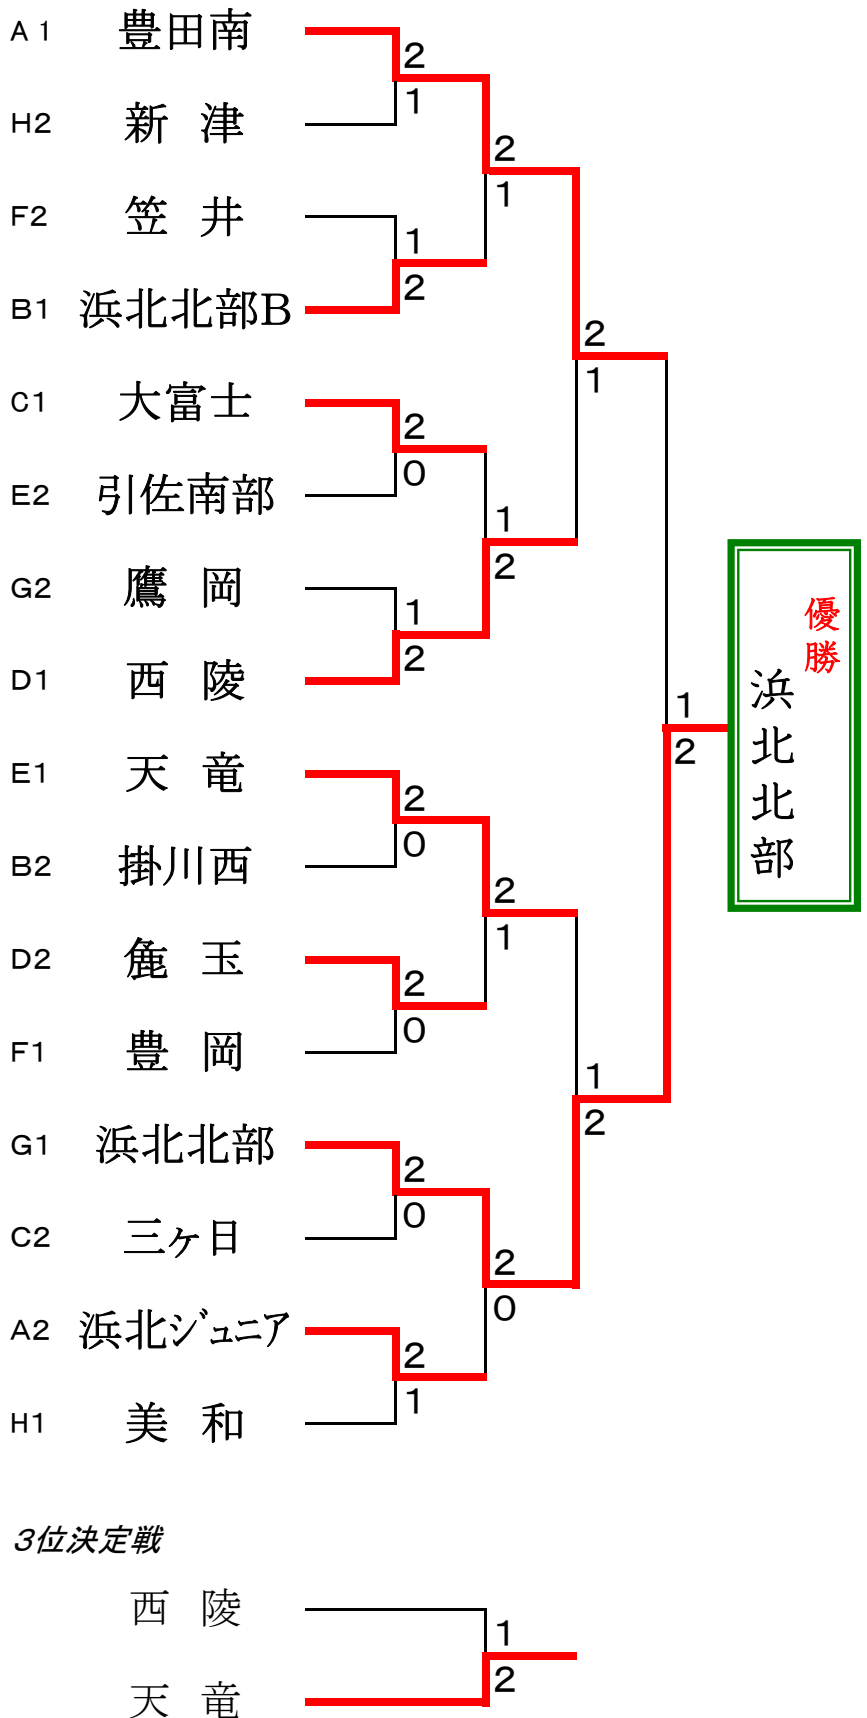 A1 豊田南
2
1
H2 新津
2
1
F2 笠井
1
2
B1 浜北北部B
2
1
C1 大富士
2
0
E2 引佐南部
1
2
G2 鷹岡
1
2
D1 西陵
1
2
優勝
浜北北部
E1 天竜
2
0
B2 掛川西
2
1
D2 麁玉
2
0
F1 豊岡
1
2
G1 浜北北部
2
0
C2 三ヶ日
2
0
A2 浜北ジュニア
2
1
H1 美和
3位決定戦
西陵
1
2
天竜